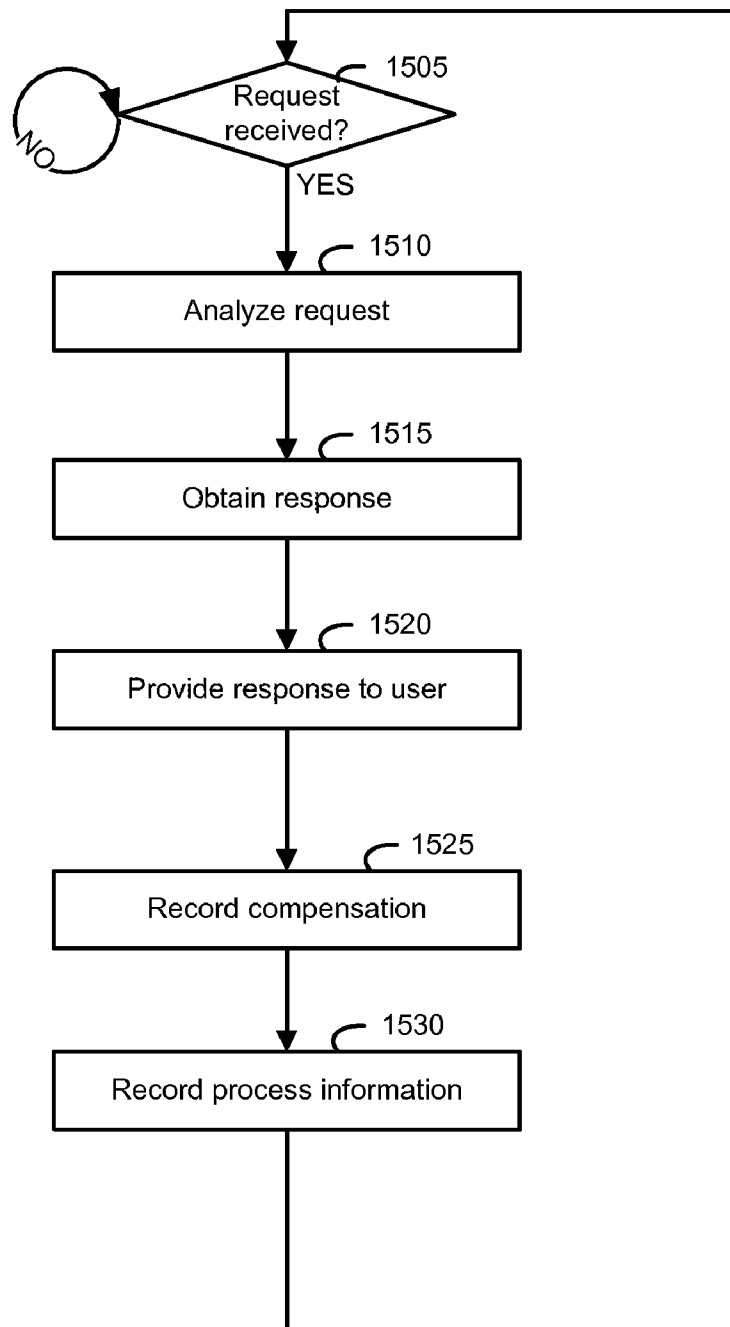 1505
Request
received?
NO
YES
1510
Analyze request
1515
Obtain response
1520
Provide response to user
1525
Record compensation
1530
Record process information